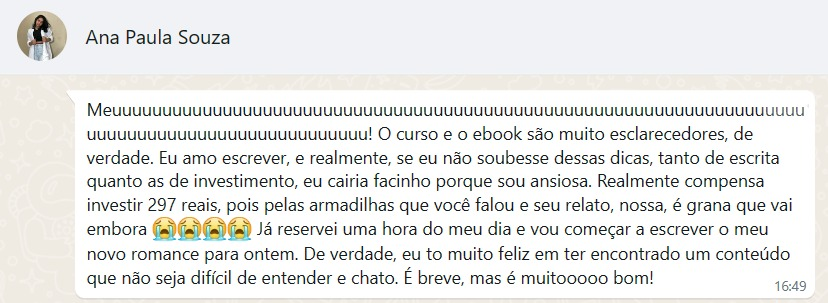 Ana Paula Souza
Meuuuuuuuuuuuuuuuuuuuuuuuuuuuuuuuuuuuuuuuuuuuuuuuuuuuuuuuuuuuuuuuuuuuuuuu
uuuuuuuuuuuuuuuuuuuuuuuuuuuu! O curso e o ebook são muito esclarecedores, de
verdade. Eu amo escrever, e realmente, se eu não soubesse dessas dicas, tanto de escrita
quanto as de investimento, eu cairia facinho porque sou ansiosa. Realmente compensa
investir 297 reais, pois pelas armadilhas que você falou e seu relato, nossa, é grana que vai
embora 😭😭😭😭 Já reservei uma hora do meu dia e vou começar a escrever o meu
novo romance para ontem. De verdade, eu to muito feliz em ter encontrado um conteúdo
que não seja difícil de entender e chato. É breve, mas é muitooooo bom!
16:49